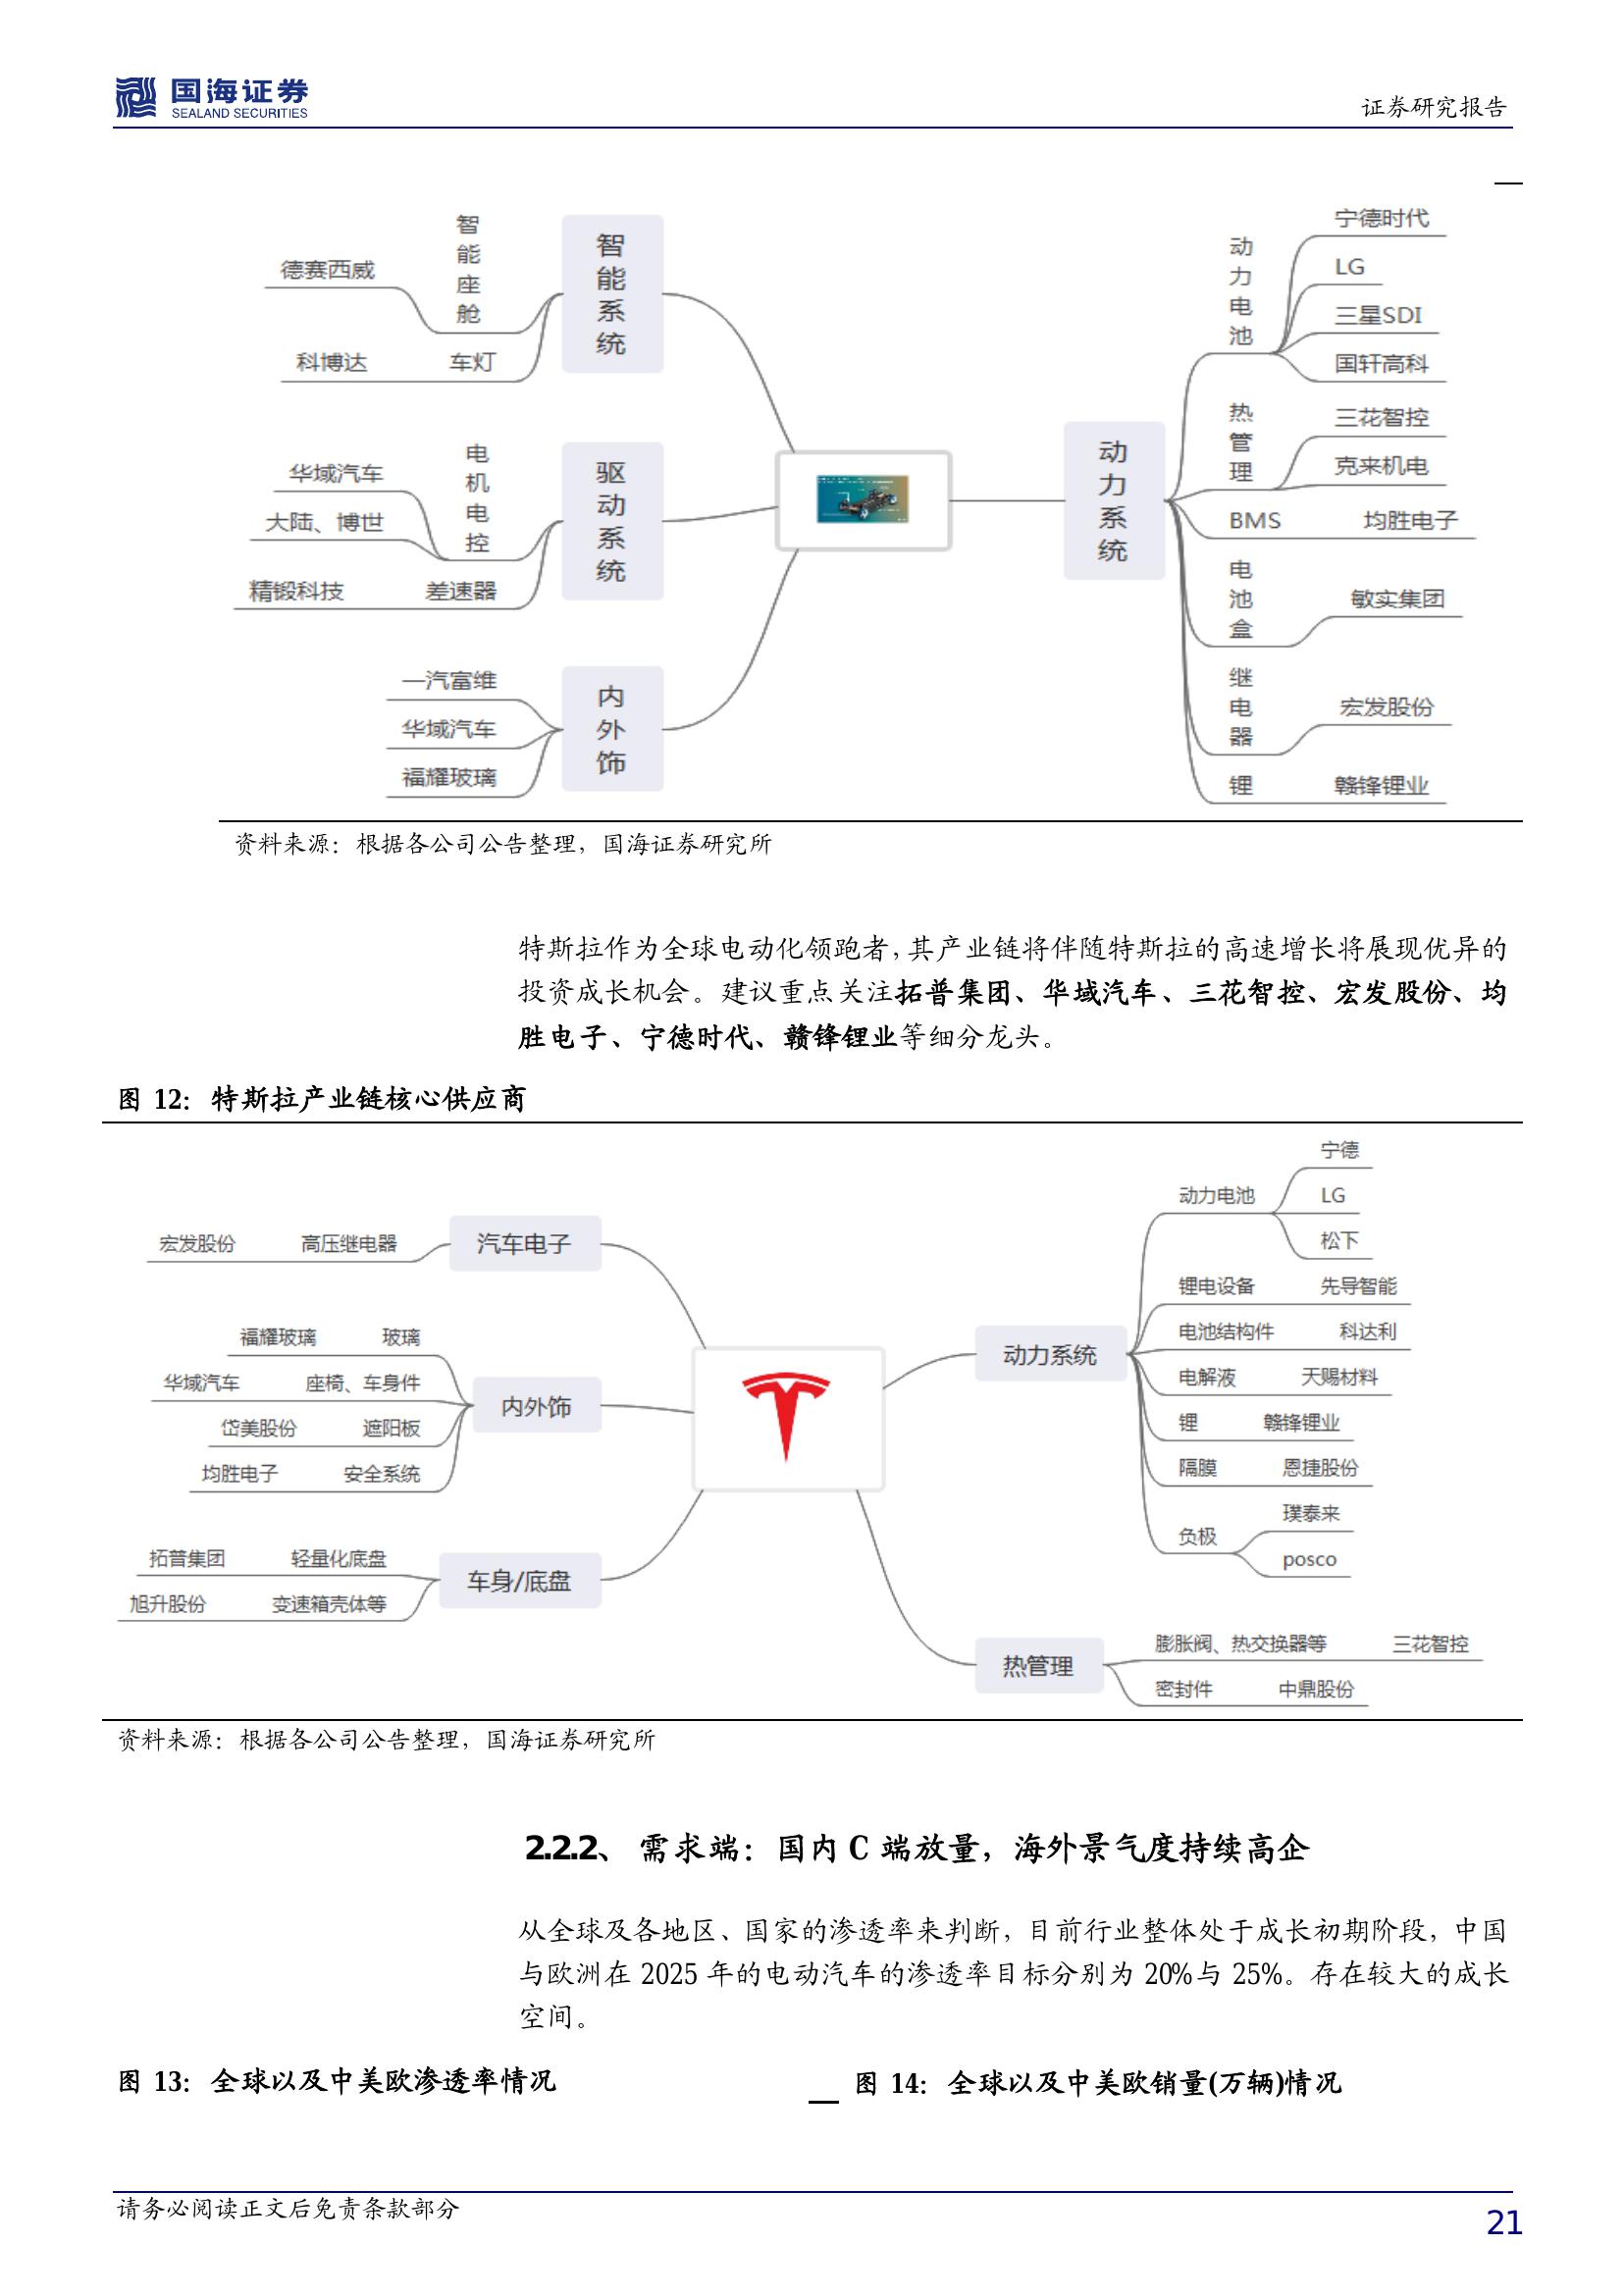 国海证券
SEALAND SECURITIES
证券研究报告
智能系统
智能座舱
德赛西威
科博达 车灯
驱动系统
电机电控
华域汽车
大陆、博世
精锻科技 差速器
内外饰
一汽富维
华域汽车
福耀玻璃
动力系统
动力电池
宁德时代
LG
三星SDI
国轩高科
热管理
三花智控
克来机电
BMS 均胜电子
电池盒
敏实集团
继电器
宏发股份
锂 赣锋锂业
资料来源：根据各公司公告整理，国海证券研究所
特斯拉作为全球电动化领跑者，其产业链将伴随特斯拉的高速增长将展现优异的
投资成长机会。建议重点关注拓普集团、华域汽车、三花智控、宏发股份、均
胜电子、宁德时代、赣锋锂业等细分龙头。
图 12：特斯拉产业链核心供应商
汽车电子
宏发股份 高压继电器
内外饰
福耀玻璃 玻璃
华域汽车 座椅、车身件
岱美股份 遮阳板
均胜电子 安全系统
车身/底盘
拓普集团 轻量化底盘
旭升股份 变速箱壳体等
动力系统
动力电池
宁德
LG
松下
锂电设备 先导智能
电池结构件 科达利
电解液 天赐材料
锂 赣锋锂业
隔膜 恩捷股份
负极
璞泰来
posco
热管理
膨胀阀、热交换器等 三花智控
密封件 中鼎股份
资料来源：根据各公司公告整理，国海证券研究所
2.2.2、 需求端：国内 C 端放量，海外景气度持续高企
从全球及各地区、国家的渗透率来判断，目前行业整体处于成长初期阶段，中国
与欧洲在 2025 年的电动汽车的渗透率目标分别为 20%与 25%。存在较大的成长
空间。
图 13：全球以及中美欧渗透率情况
图 14：全球以及中美欧销量(万辆)情况
请务必阅读正文后免责条款部分
21